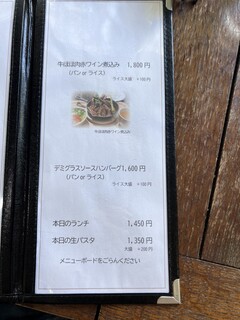 牛ほほ肉赤ワイン煮込み 1,800円
(パン or ライス)
ライス大盛 +100円
牛ほほ肉赤ワイン煮込み
デミグラスソースハンバーグ 1,600円
(パン or ライス)
ライス大盛 +100円
本日のランチ 1,450円
本日の生パスタ 1,350円
大盛 +200円
メニューボードをごらんください